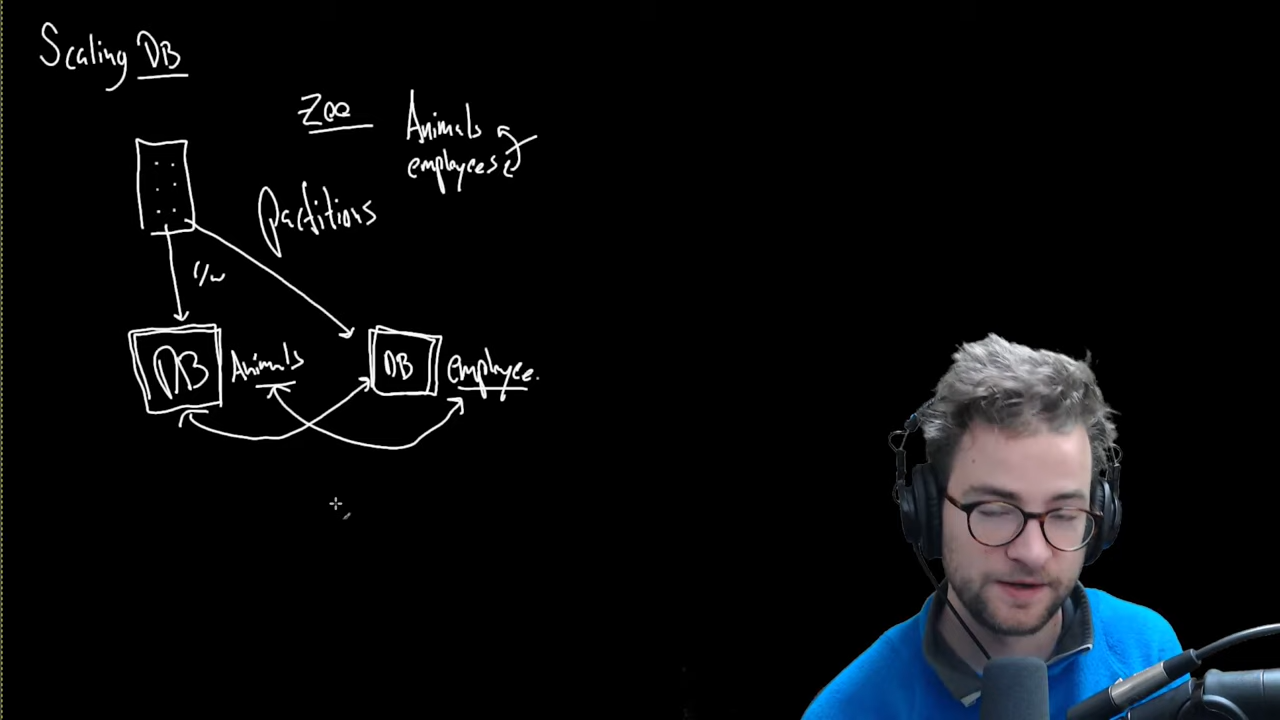 Scaling DB
Zoo
Animals
employees
partitions
r/w
DB
Animals
DB
employee.